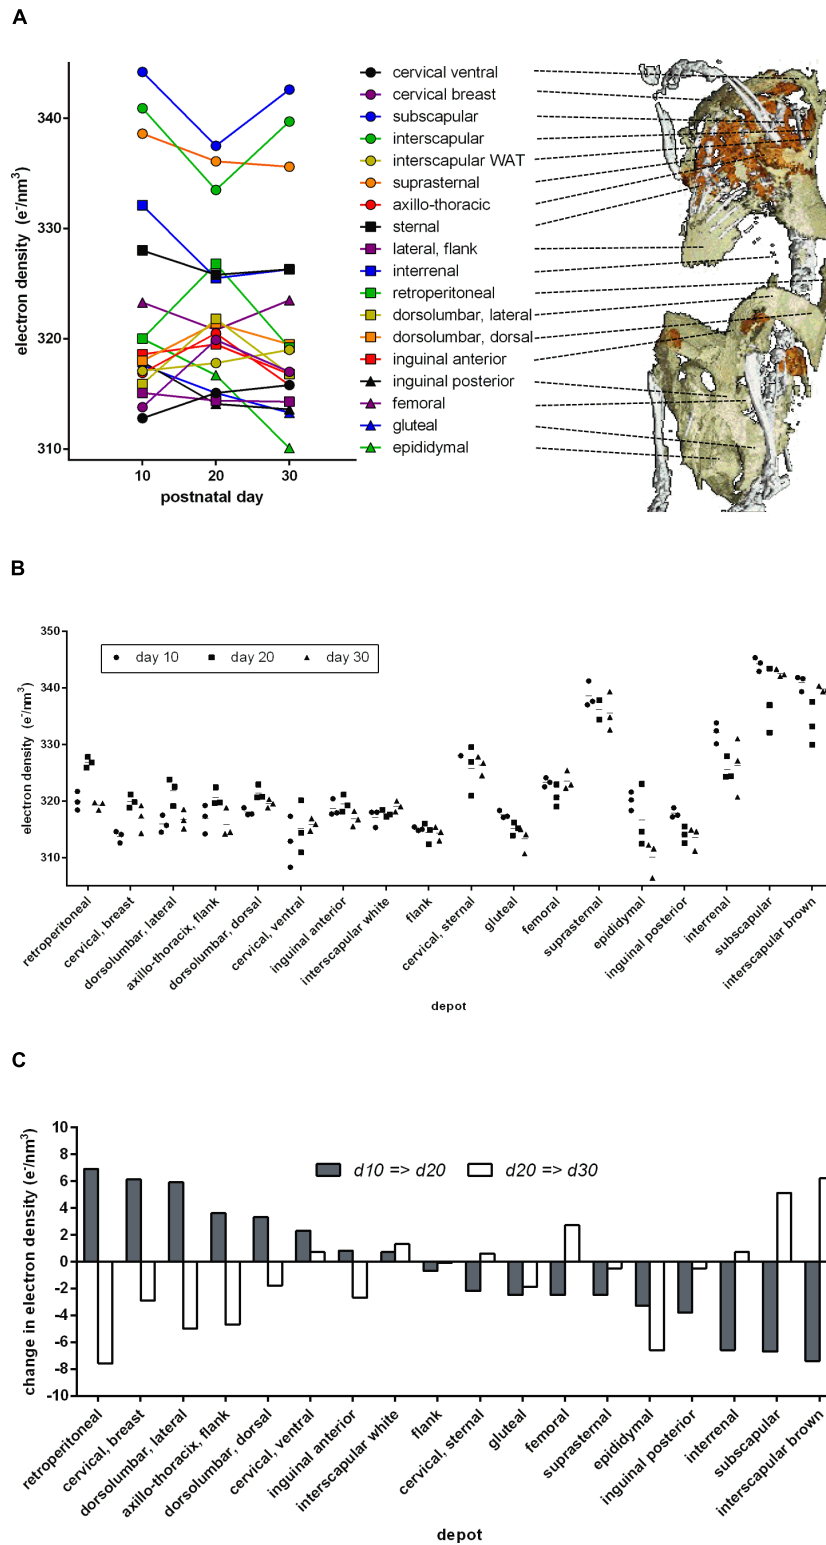 A
electron density (e⁻/nm³)
340
330
320
310
10
20
30
postnatal day
cervical ventral
cervical breast
subscapular
interscapular
interscapular WAT
suprasternal
axillo-thoracic
sternal
lateral, flank
interrenal
retroperitoneal
dorsolumbar, lateral
dorsolumbar, dorsal
inguinal anterior
inguinal posterior
femoral
gluteal
epididymal
B
electron density (e⁻/nm³)
350
340
330
320
310
day 10
day 20
day 30
retroperitoneal
cervical, breast
dorsolumbar, lateral
axillo-thoracix, flank
dorsolumbar, dorsal
cervical, ventral
inguinal anterior
interscapular white
flank
cervical, sternal
gluteal
femoral
suprasternal
epididymal
inguinal posterior
interrenal
subscapular
interscapular brown
depot
C
change in electron density (e⁻/nm³)
10
8
6
4
2
0
-2
-4
-6
-8
-10
d10 => d20
d20 => d30
retroperitoneal
cervical, breast
dorsolumbar, lateral
axillo-thoracix, flank
dorsolumbar, dorsal
cervical, ventral
inguinal anterior
interscapular white
flank
cervical, sternal
gluteal
femoral
suprasternal
epididymal
inguinal posterior
interrenal
subscapular
interscapular brown
depot